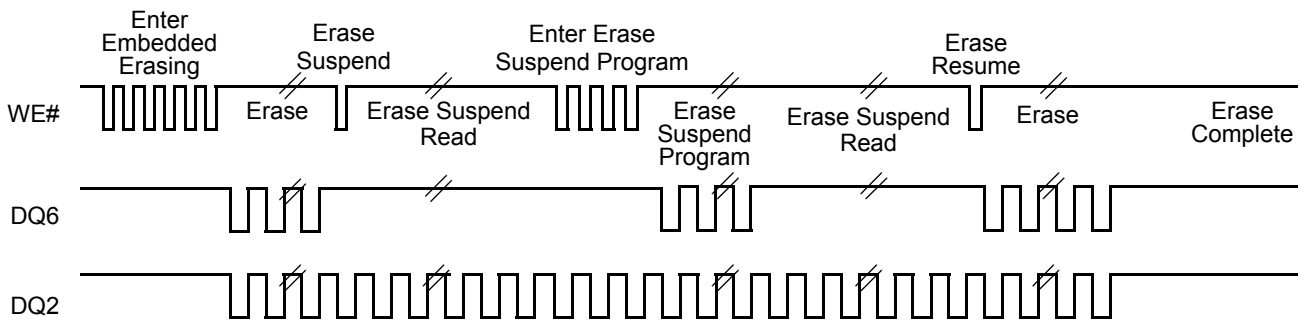 Enter
Embedded
Erasing
Erase
Suspend
Enter Erase
Suspend Program
Erase
Resume
WE#
Erase
Erase Suspend
Read
Erase
Suspend
Program
Erase Suspend
Read
Erase
Erase
Complete
DQ6
DQ2